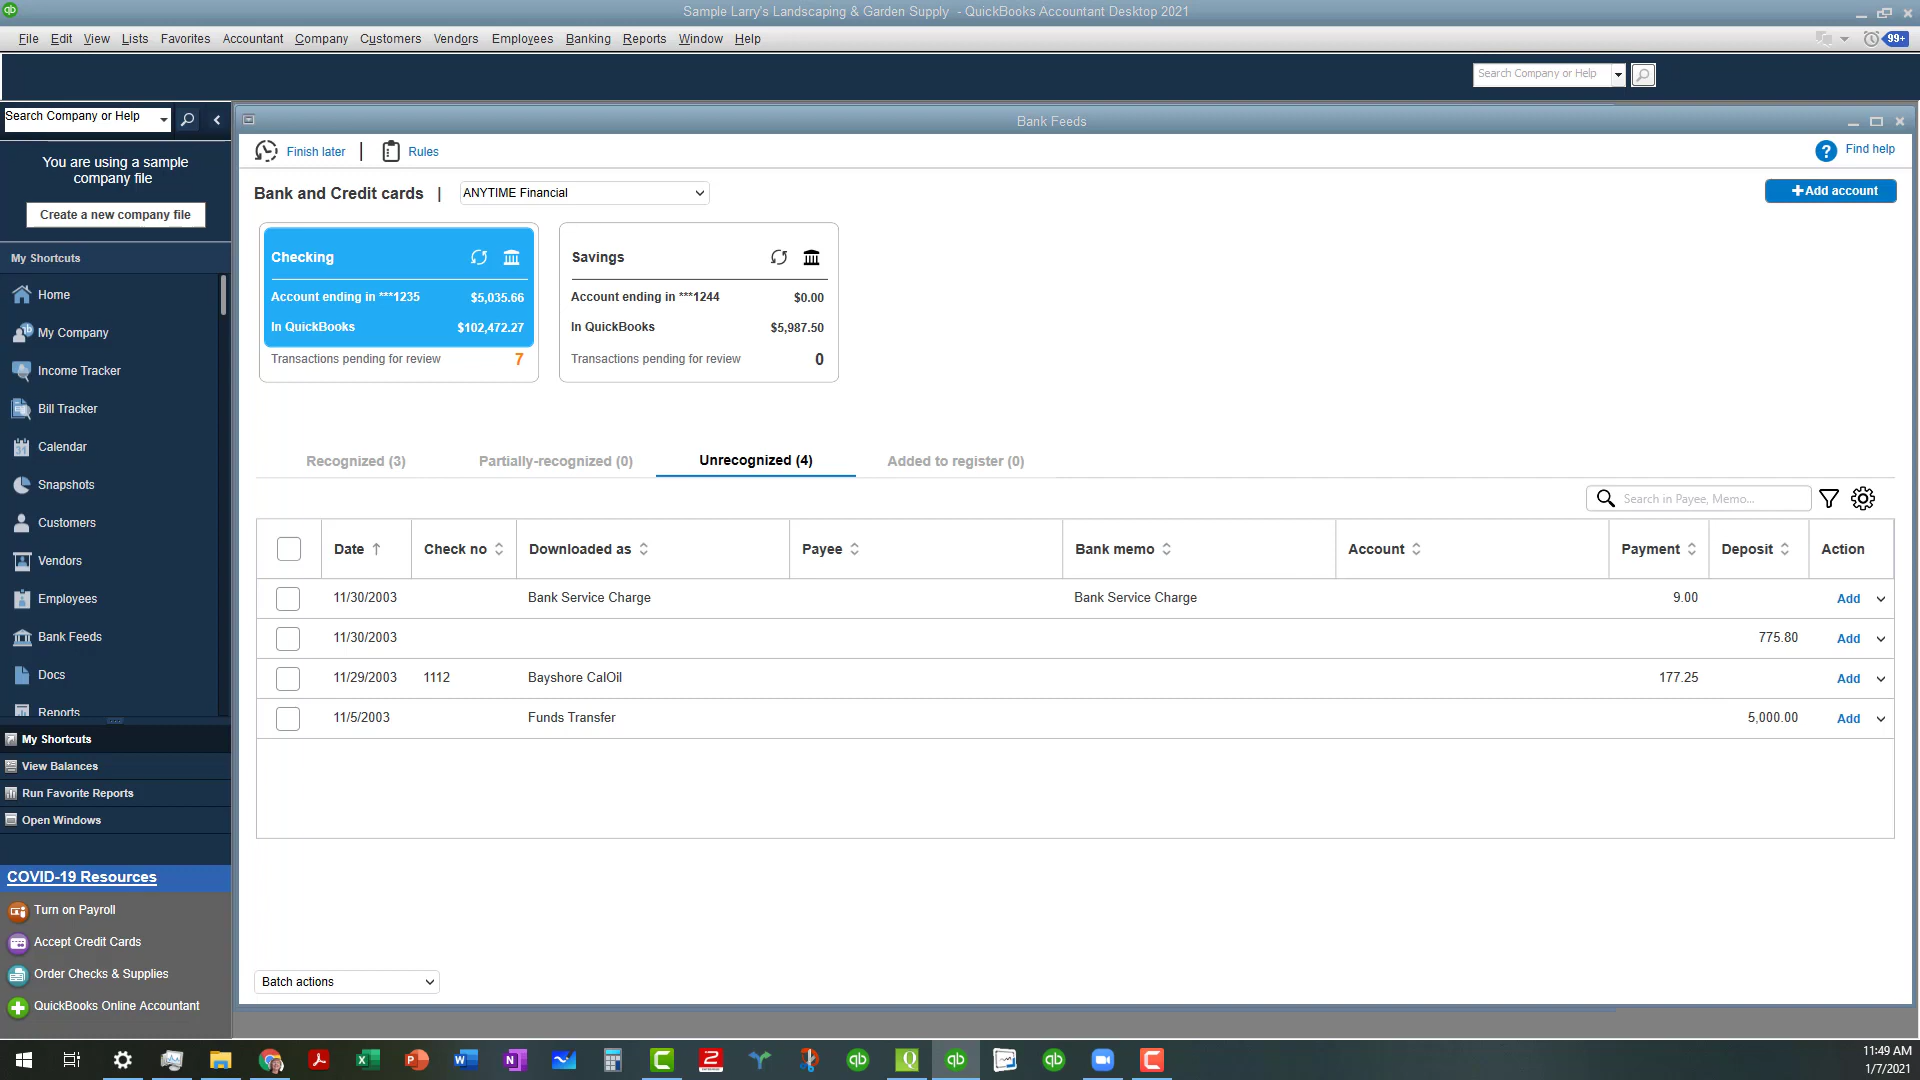 Sample Larry's Landscaping & Garden Supply - QuickBooks Accountant Desktop 2021
File Edit View Lists Favorites Accountant Company Customers Vendors Employees Banking Reports Window Help
99+
Search Company or Help
Search Company or Help
You are using a sample
company file
Create a new company file
My Shortcuts
Home
My Company
Income Tracker
Bill Tracker
Calendar
Snapshots
Customers
Vendors
Employees
Bank Feeds
Docs
Reports
My Shortcuts
View Balances
Run Favorite Reports
Open Windows
COVID-19 Resources
Turn on Payroll
Accept Credit Cards
Order Checks & Supplies
QuickBooks Online Accountant
Bank Feeds
Finish later | Rules
Find help
Bank and Credit cards | ANYTIME Financial
+Add account
Checking
Account ending in ***1235 $5,035.66
In QuickBooks $102,472.27
Transactions pending for review 7
Savings
Account ending in ***1244 $0.00
In QuickBooks $5,987.50
Transactions pending for review 0
Recognized (3) Partially-recognized (0) Unrecognized (4) Added to register (0)
Search in Payee, Memo...
Date Check no Downloaded as Payee Bank memo Account Payment Deposit Action
11/30/2003 Bank Service Charge Bank Service Charge 9.00 Add
11/30/2003 775.80 Add
11/29/2003 1112 Bayshore CalOil 177.25 Add
11/5/2003 Funds Transfer 5,000.00 Add
Batch actions
11:49 AM
1/7/2021